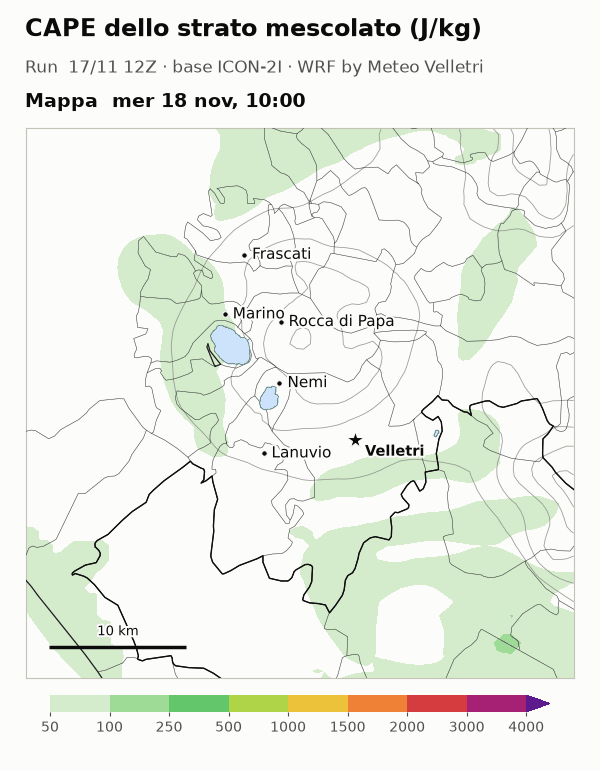 CAPE dello strato mescolato (J/kg)
Run  17/11 12Z · base ICON-2I · WRF by Meteo Velletri
Mappa  mer 18 nov, 10:00
Frascati
Marino
Rocca di Papa
Nemi
Velletri
Lanuvio
10 km
50 100 250 500 1000 1500 2000 3000 4000